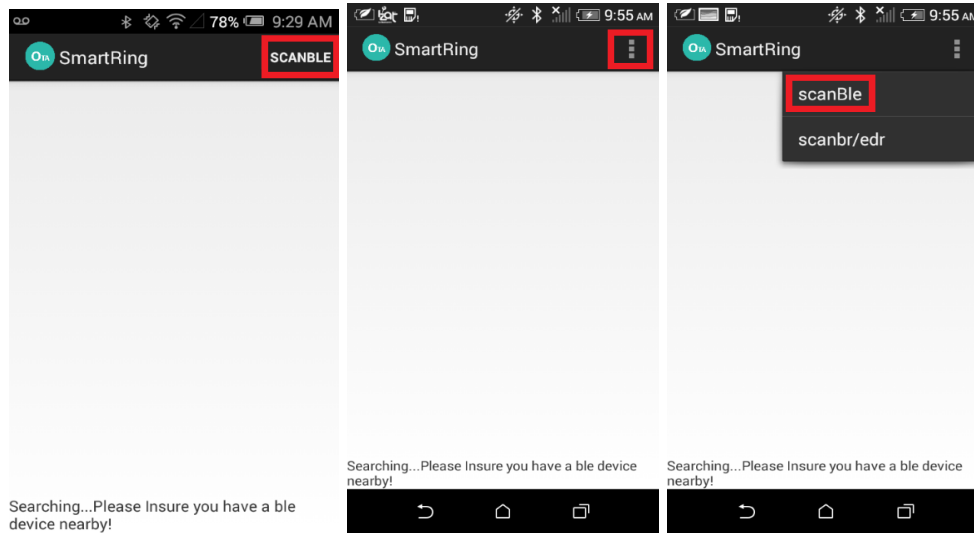 78% 9:29 AM
OTA SmartRing SCANBLE
Searching...Please Insure you have a ble
device nearby!
9:55 AM
OTA SmartRing
Searching...Please Insure you have a ble device
nearby!
9:55 AM
OTA SmartRing
scanBle
scanbr/edr
Searching...Please Insure you have a ble device
nearby!